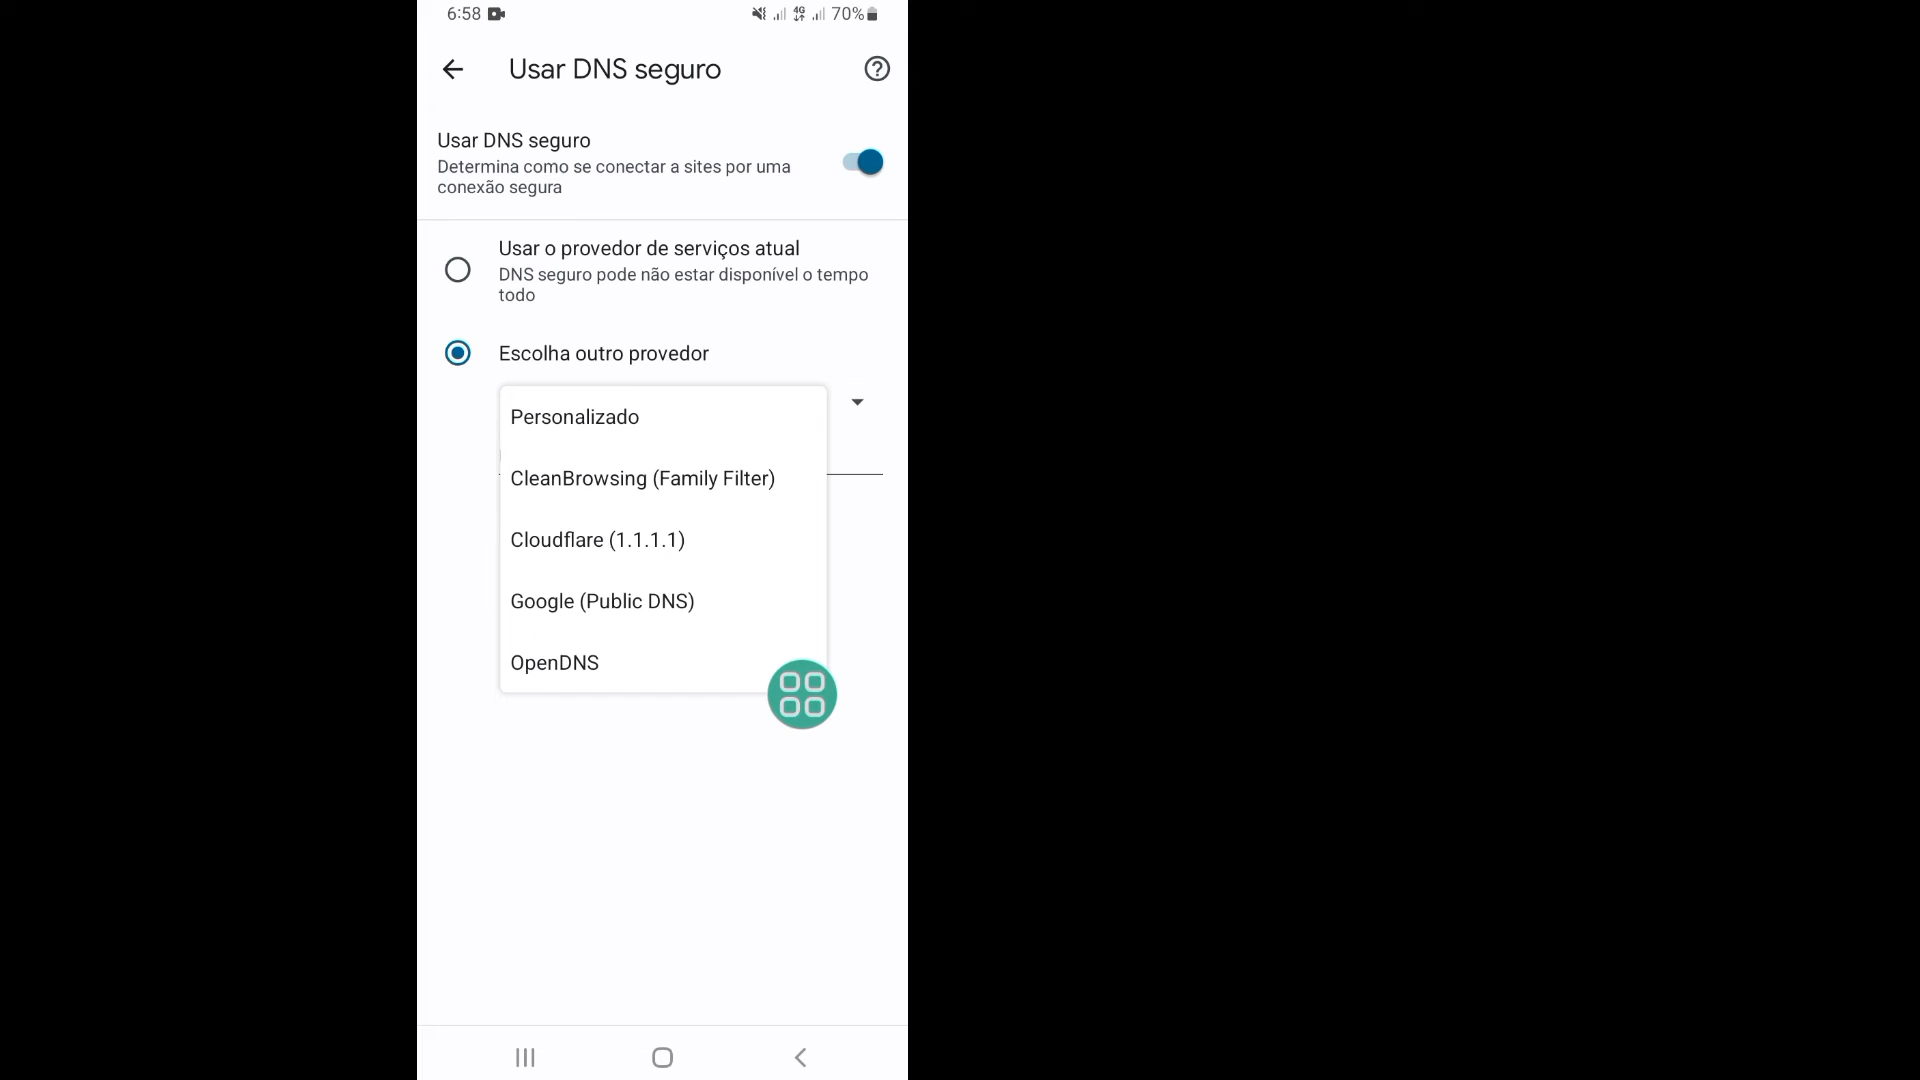 6:58 4G 70%
Usar DNS seguro
Usar DNS seguro
Determina como se conectar a sites por uma
conexão segura
Usar o provedor de serviços atual
DNS seguro pode não estar disponível o tempo
todo
Escolha outro provedor
Personalizado
CleanBrowsing (Family Filter)
Cloudflare (1.1.1.1)
Google (Public DNS)
OpenDNS